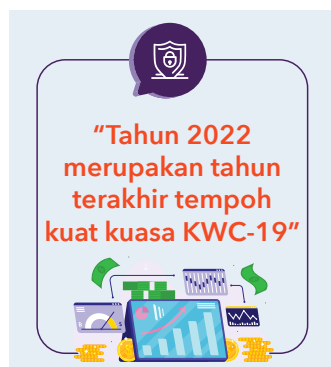 “Tahun 2022
merupakan tahun
terakhir tempoh
kuat kuasa KWC-19”